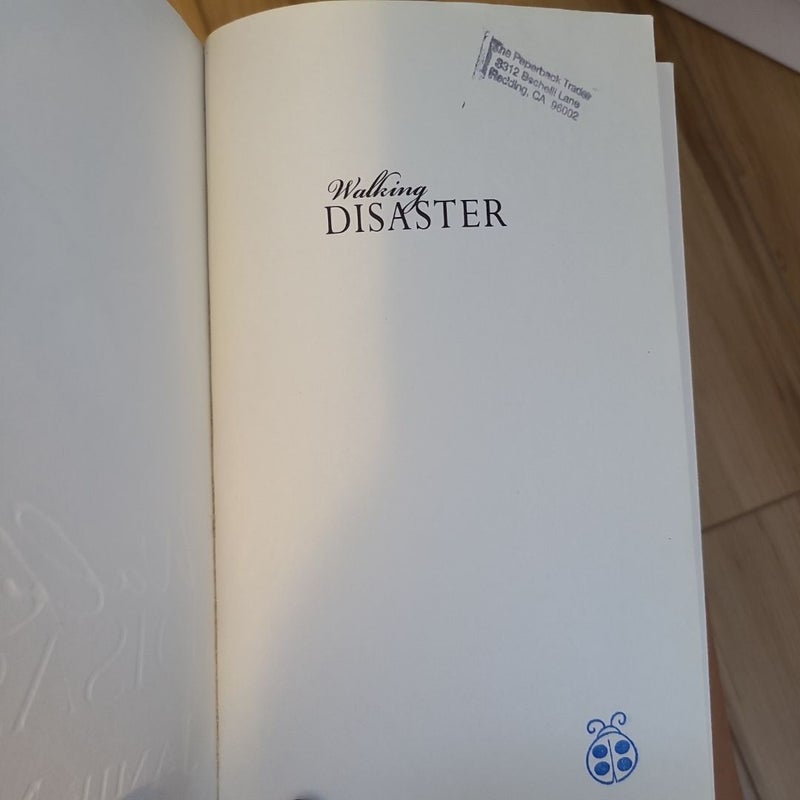 The Paperback Trader
3312 Bechelli Lane
Redding, CA 96002
Walking
DISASTER